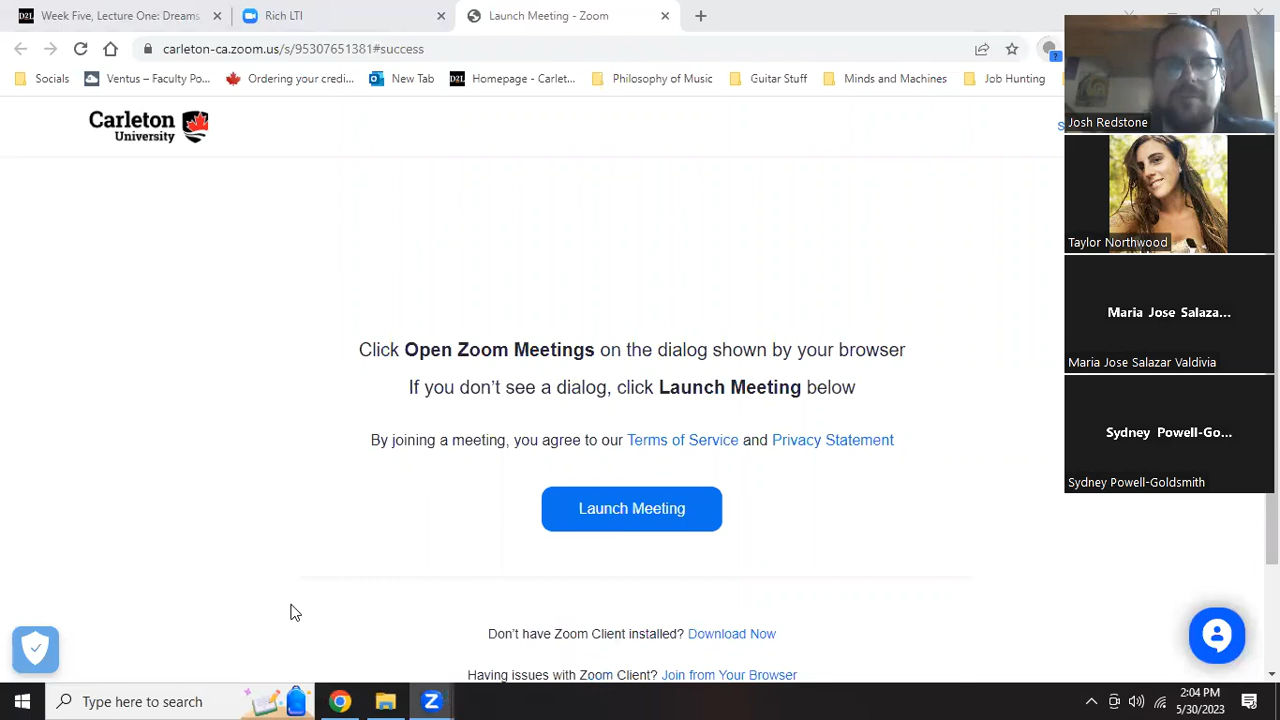 Week Five, Lecture One: Dreams
Rich LTI
Launch Meeting - Zoom
carleton-ca.zoom.us/s/95307651381#success
Socials
Ventus – Faculty Po...
Ordering your credi...
New Tab
Homepage - Carlet...
Philosophy of Music
Guitar Stuff
Minds and Machines
Job Hunting
Carleton
University
Josh Redstone
Taylor Northwood
Maria Jose Salaza...
Maria Jose Salazar Valdivia
Sydney Powell-Go...
Sydney Powell-Goldsmith
Click Open Zoom Meetings on the dialog shown by your browser
If you don't see a dialog, click Launch Meeting below
By joining a meeting, you agree to our Terms of Service and Privacy Statement
Launch Meeting
Don't have Zoom Client installed? Download Now
Having issues with Zoom Client? Join from Your Browser
Type here to search
2:04 PM
5/30/2023